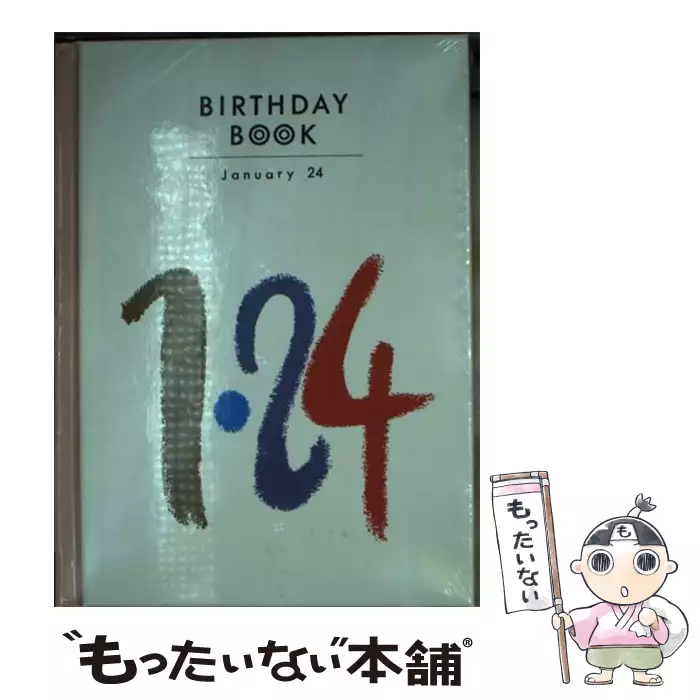 BIRTHDAY
BOOK
January 24
1・24
も
もったいない
"もったいない"本舗®